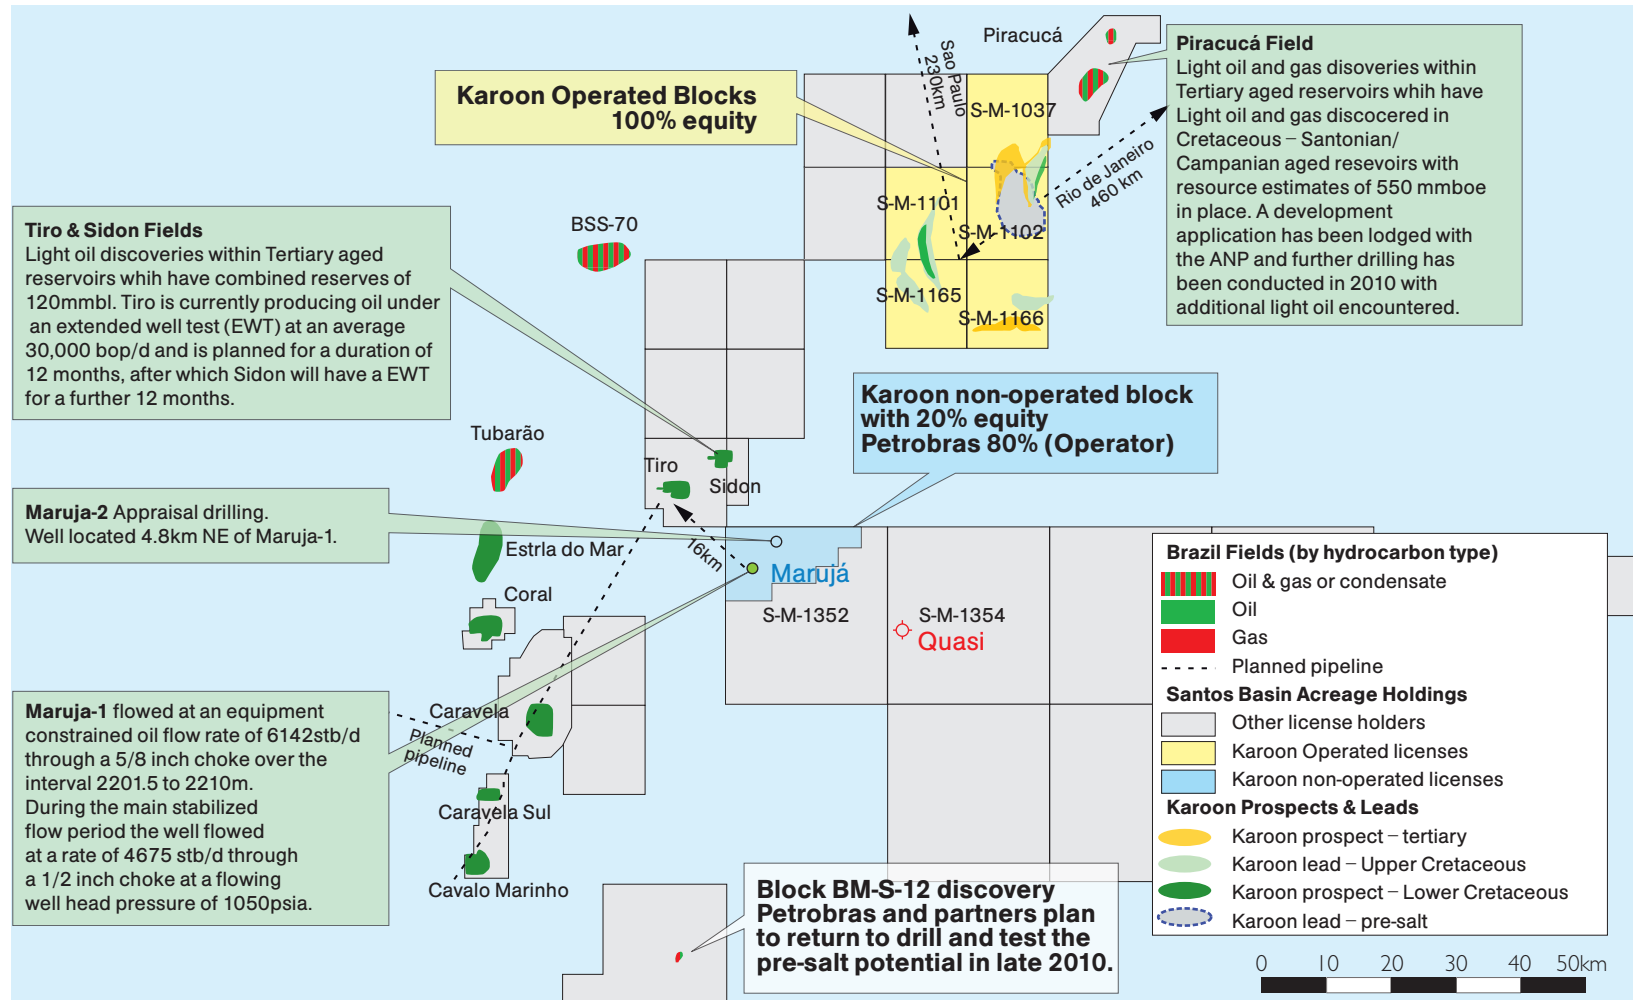 Piracucá
Sao Paulo
230km
Karoon Operated Blocks
100% equity
S-M-1037
Piracucá Field
Light oil and gas disoveries within
Tertiary aged reservoirs whih have
Light oil and gas discocered in
Cretaceous – Santonian/
Campanian aged resevoirs with
resource estimates of 550 mmboe
in place. A development
application has been lodged with
the ANP and further drilling has
been conducted in 2010 with
additional light oil encountered.
Rio de Janeiro
460 km
S-M-1101
S-M-1102
S-M-1165
S-M-1166
BSS-70
Tiro & Sidon Fields
Light oil discoveries within Tertiary aged
reservoirs whih have combined reserves of
120mmbl. Tiro is currently producing oil under
an extended well test (EWT) at an average
30,000 bop/d and is planned for a duration of
12 months, after which Sidon will have a EWT
for a further 12 months.
Karoon non-operated block
with 20% equity
Petrobras 80% (Operator)
Tubarão
Tiro
Sidon
Maruja-2 Appraisal drilling.
Well located 4.8km NE of Maruja-1.
Estrla do Mar
16km
Marujá
Coral
S-M-1352
S-M-1354
Quasi
Maruja-1 flowed at an equipment
constrained oil flow rate of 6142stb/d
through a 5/8 inch choke over the
interval 2201.5 to 2210m.
During the main stabilized
flow period the well flowed
at a rate of 4675 stb/d through
a 1/2 inch choke at a flowing
well head pressure of 1050psia.
Caravela
Planned
pipeline
Caravela Sul
Cavalo Marinho
Block BM-S-12 discovery
Petrobras and partners plan
to return to drill and test the
pre-salt potential in late 2010.
Brazil Fields (by hydrocarbon type)
Oil & gas or condensate
Oil
Gas
Planned pipeline
Santos Basin Acreage Holdings
Other license holders
Karoon Operated licenses
Karoon non-operated licenses
Karoon Prospects & Leads
Karoon prospect – tertiary
Karoon lead – Upper Cretaceous
Karoon prospect – Lower Cretaceous
Karoon lead – pre-salt
0 10 20 30 40 50km